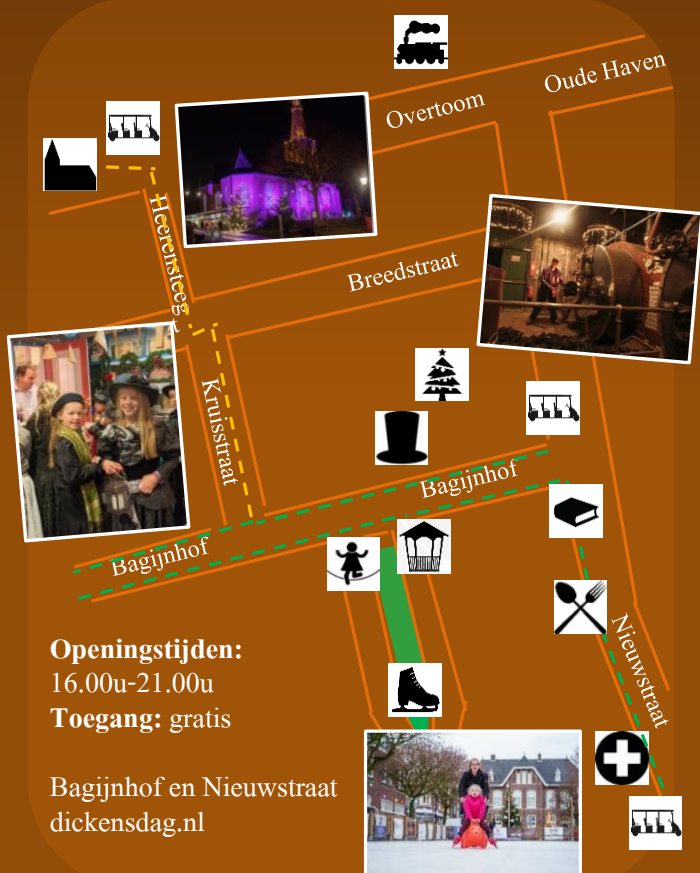 Oude Haven
Overtoom
Heerensteeg
t
Breedstraat
Kruisstraat
Bagijnhof
Bagijnhof
Nieuwstraat
Openingstijden:
16.00u-21.00u
Toegang: gratis
Bagijnhof en Nieuwstraat
dickensdag.nl